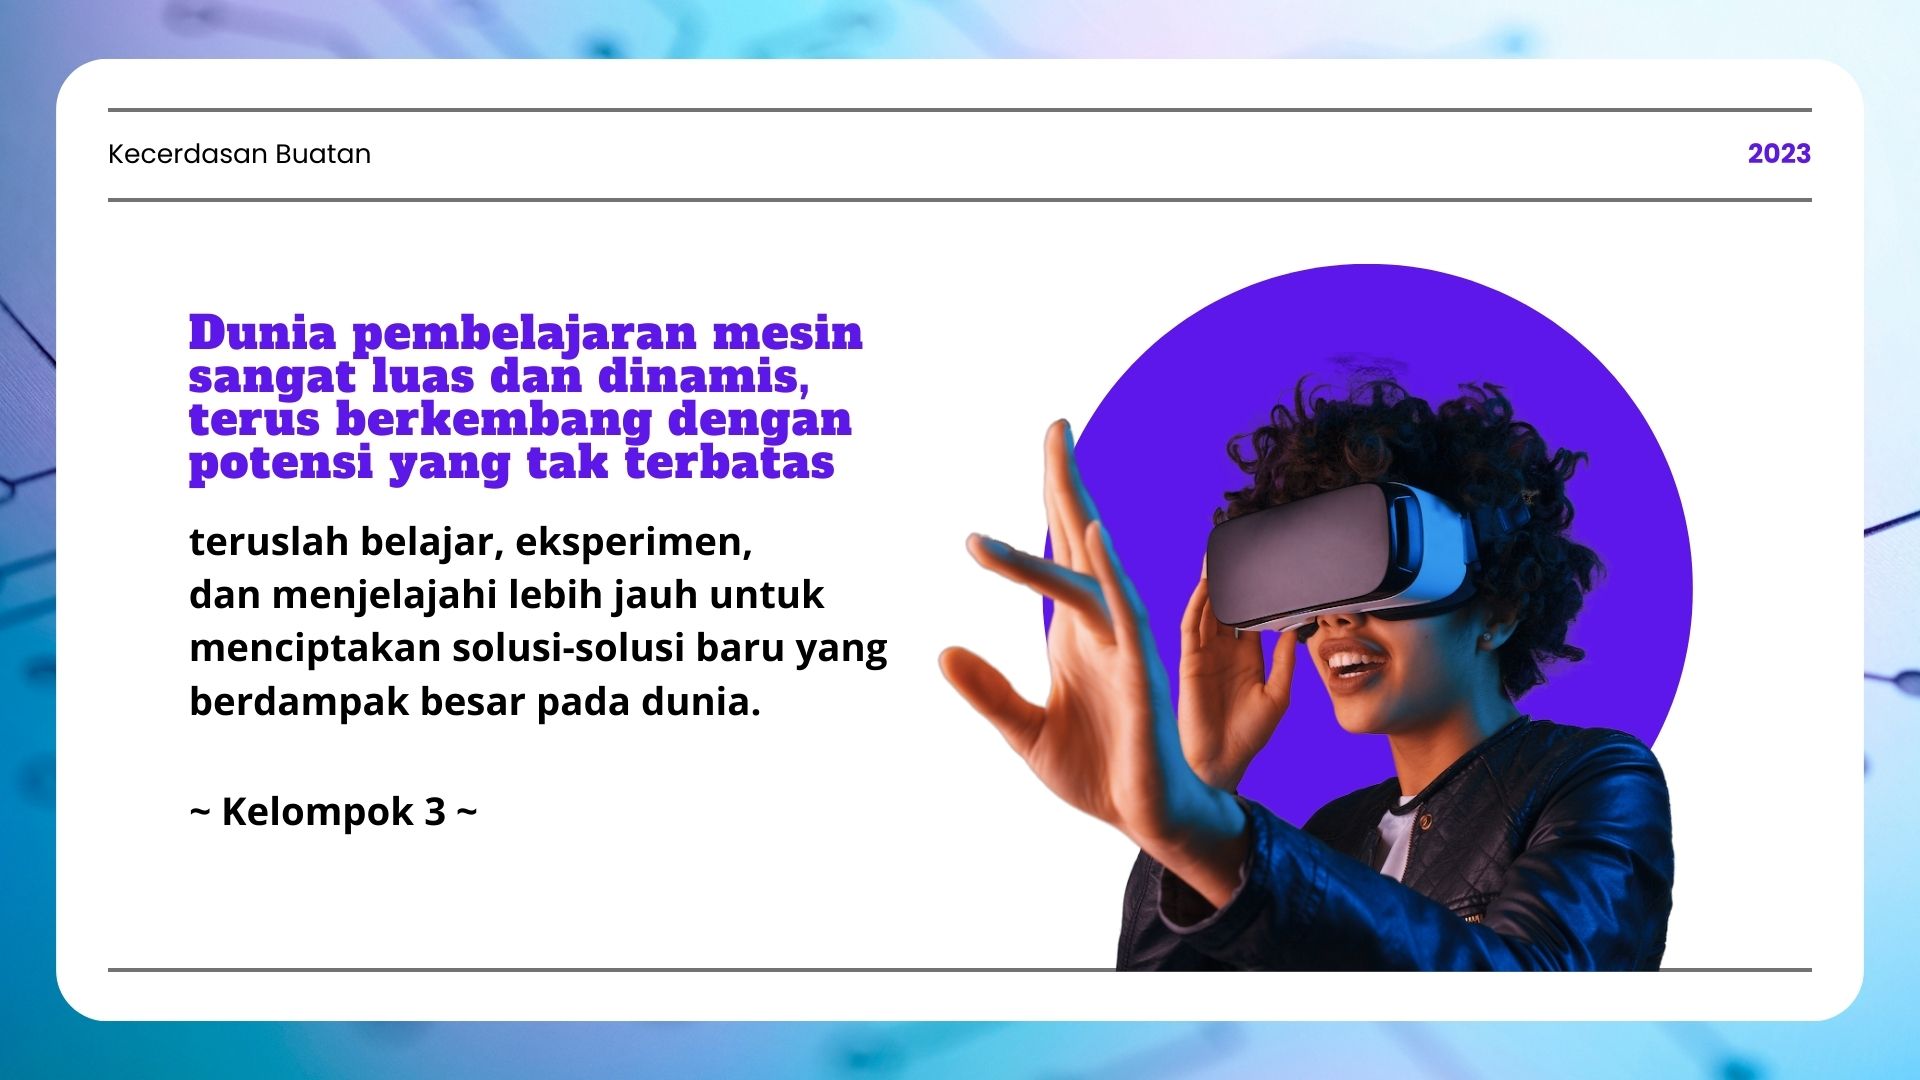 Kecerdasan Buatan
2023
Dunia pembelajaran mesin
sangat luas dan dinamis,
terus berkembang dengan
potensi yang tak terbatas
teruslah belajar, eksperimen,
dan menjelajahi lebih jauh untuk
menciptakan solusi-solusi baru yang
berdampak besar pada dunia.
~ Kelompok 3 ~